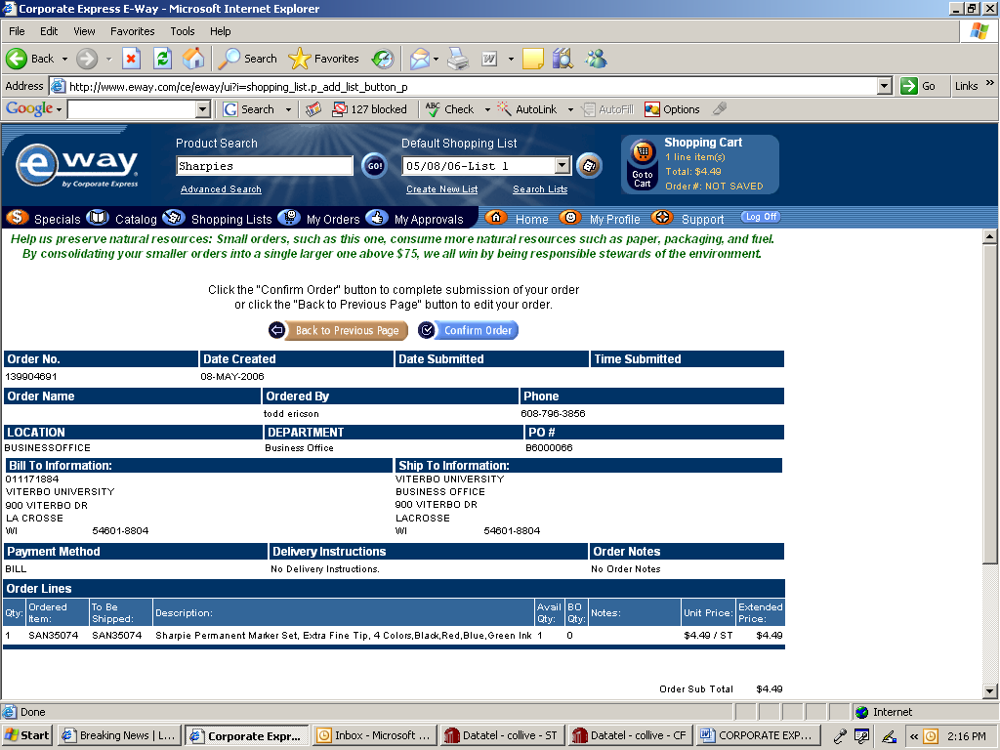 Corporate Express E-Way - Microsoft Internet Explorer
File Edit View Favorites Tools Help
Back Search Favorites
Address http://www.eway.com/ce/eway/ui?i=shopping_list.p_add_list_button_p Go Links »
Google Search 127 blocked Check AutoLink AutoFill Options
eway. by Corporate Express
Product Search Default Shopping List Shopping Cart
Sharpies GO! 05/08/06-List 1 Go to Cart 1 line item(s)
Total: $4.49
Advanced Search Create New List Search Lists Order #: NOT SAVED
Specials Catalog Shopping Lists My Orders My Approvals Home My Profile Support Log Off
Help us preserve natural resources: Small orders, such as this one, consume more natural resources such as paper, packaging, and fuel.
By consolidating your smaller orders into a single larger one above $75, we all win by being responsible stewards of the environment.
Click the "Confirm Order" button to complete submission of your order
or click the "Back to Previous Page" button to edit your order.
Back to Previous Page Confirm Order
Order No. Date Created Date Submitted Time Submitted
139904691 08-MAY-2006
Order Name Ordered By Phone
todd ericson 608-796-3856
LOCATION DEPARTMENT PO #
BUSINESSOFFICE Business Office B6000066
Bill To Information: Ship To Information:
011171884 VITERBO UNIVERSITY
VITERBO UNIVERSITY BUSINESS OFFICE
900 VITERBO DR 900 VITERBO DR
LA CROSSE LACROSSE
WI 54601-8804 WI 54601-8804
Payment Method Delivery Instructions Order Notes
BILL No Delivery Instructions. No Order Notes
Order Lines
Qty: Ordered Item: To Be Shipped: Description: Avail Qty: BO Qty: Notes: Unit Price: Extended Price:
1 SAN35074 SAN35074 Sharpie Permanent Marker Set, Extra Fine Tip, 4 Colors,Black,Red,Blue,Green Ink 1 0 $4.49 / ST $4.49
Order Sub Total $4.49
Done Internet
Start Breaking News | L... Corporate Expr... Inbox - Microsoft ... Datatel - collive - ST Datatel - collive - CF CORPORATE EXP... « 2:16 PM